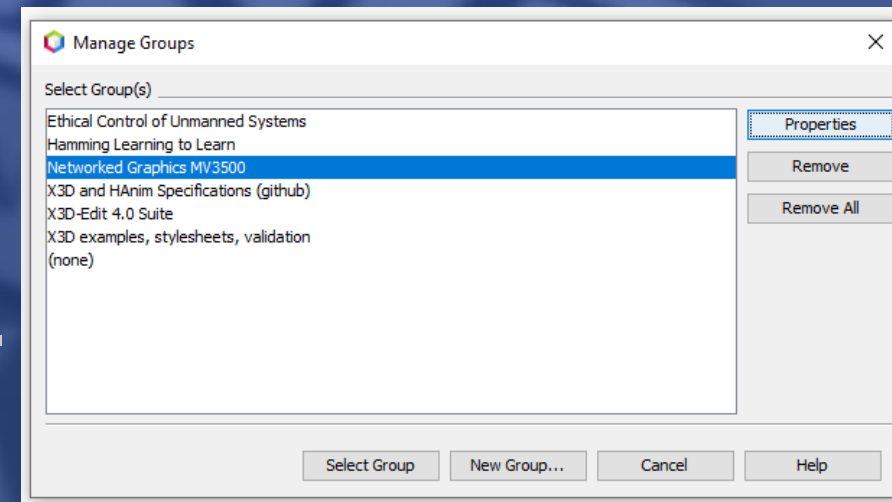 Manage Groups
Select Group(s)
Ethical Control of Unmanned Systems
Hamming Learning to Learn
Networked Graphics MV3500
X3D and HAnim Specifications (github)
X3D-Edit 4.0 Suite
X3D examples, stylesheets, validation
(none)
Properties
Remove
Remove All
Select Group
New Group...
Cancel
Help